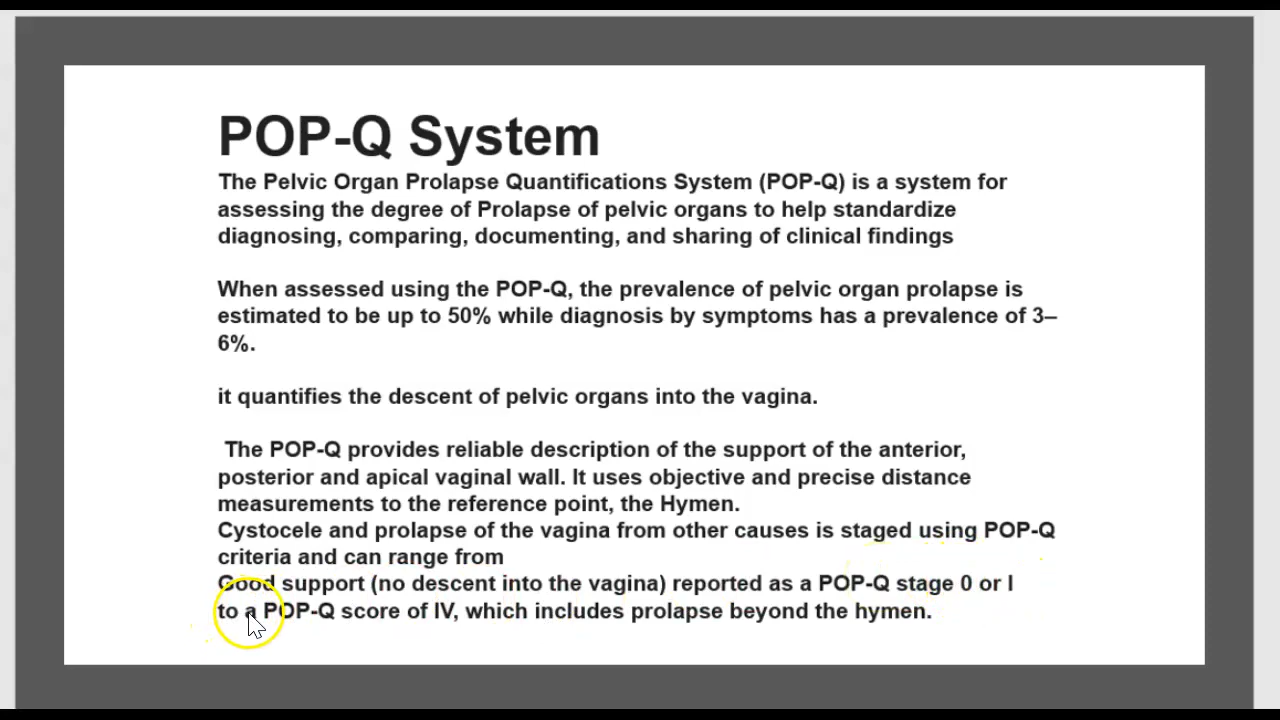 POP-Q System
The Pelvic Organ Prolapse Quantifications System (POP-Q) is a system for
assessing the degree of Prolapse of pelvic organs to help standardize
diagnosing, comparing, documenting, and sharing of clinical findings
When assessed using the POP-Q, the prevalence of pelvic organ prolapse is
estimated to be up to 50% while diagnosis by symptoms has a prevalence of 3–
6%.
it quantifies the descent of pelvic organs into the vagina.
The POP-Q provides reliable description of the support of the anterior,
posterior and apical vaginal wall. It uses objective and precise distance
measurements to the reference point, the Hymen.
Cystocele and prolapse of the vagina from other causes is staged using POP-Q
criteria and can range from
Good support (no descent into the vagina) reported as a POP-Q stage 0 or I
to a POP-Q score of IV, which includes prolapse beyond the hymen.